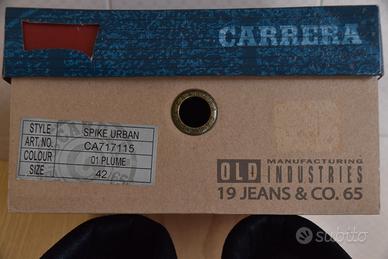 CARRERA
STYLE SPIKE URBAN
ART. NO. CA717115
COLOUR 01 PLUME
SIZE 42
OLD MANUFACTURING INDUSTRIES
19 JEANS & CO. 65
subito